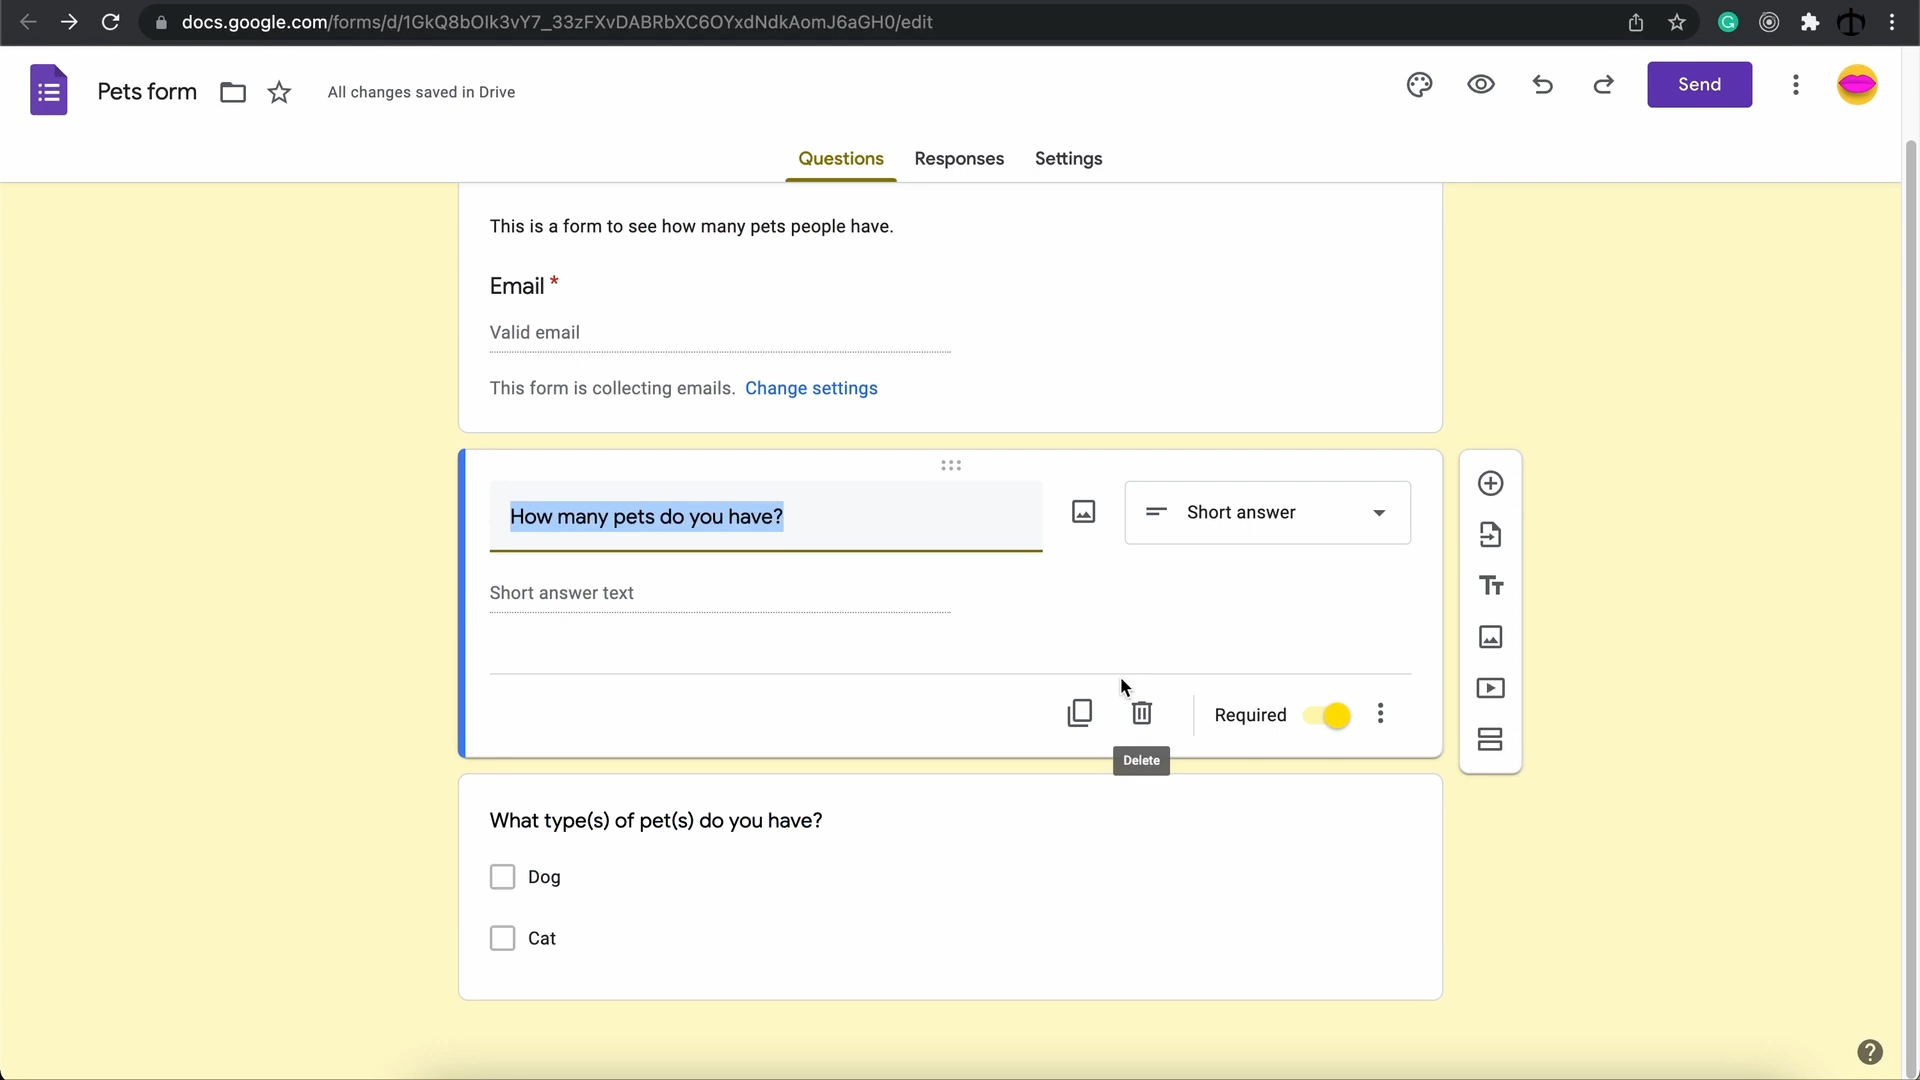 docs.google.com/forms/d/1GkQ8bOIk3vY7_33zFXvDABRbXC6OYxdNdkAomJ6aGH0/edit
Pets form
All changes saved in Drive
Send
Questions
Responses
Settings
This is a form to see how many pets people have.
Email *
Valid email
This form is collecting emails. Change settings
How many pets do you have?
Short answer
Short answer text
Required
Delete
What type(s) of pet(s) do you have?
Dog
Cat